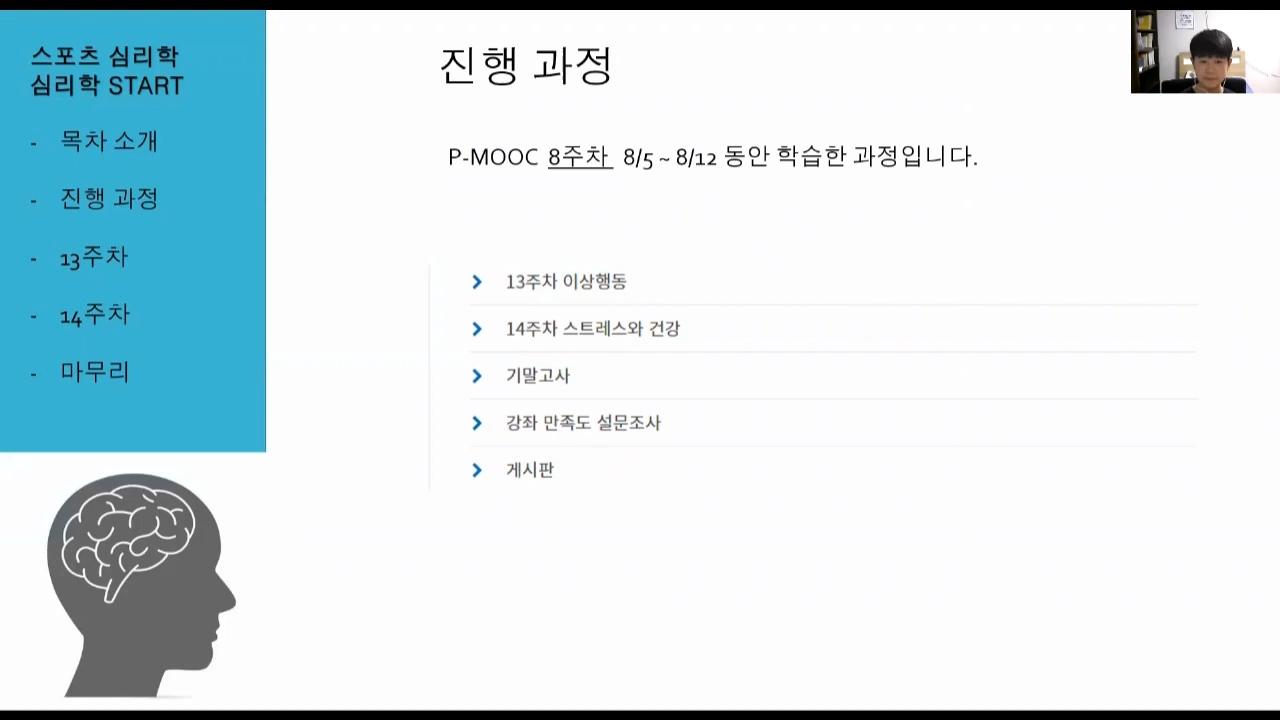 스포츠 심리학
심리학 START
- 목차 소개
- 진행 과정
- 13주차
- 14주차
- 마무리
진행 과정
P-MOOC 8주차 8/5 ~ 8/12 동안 학습한 과정입니다.
13주차 이상행동
14주차 스트레스와 건강
기말고사
강좌 만족도 설문조사
게시판